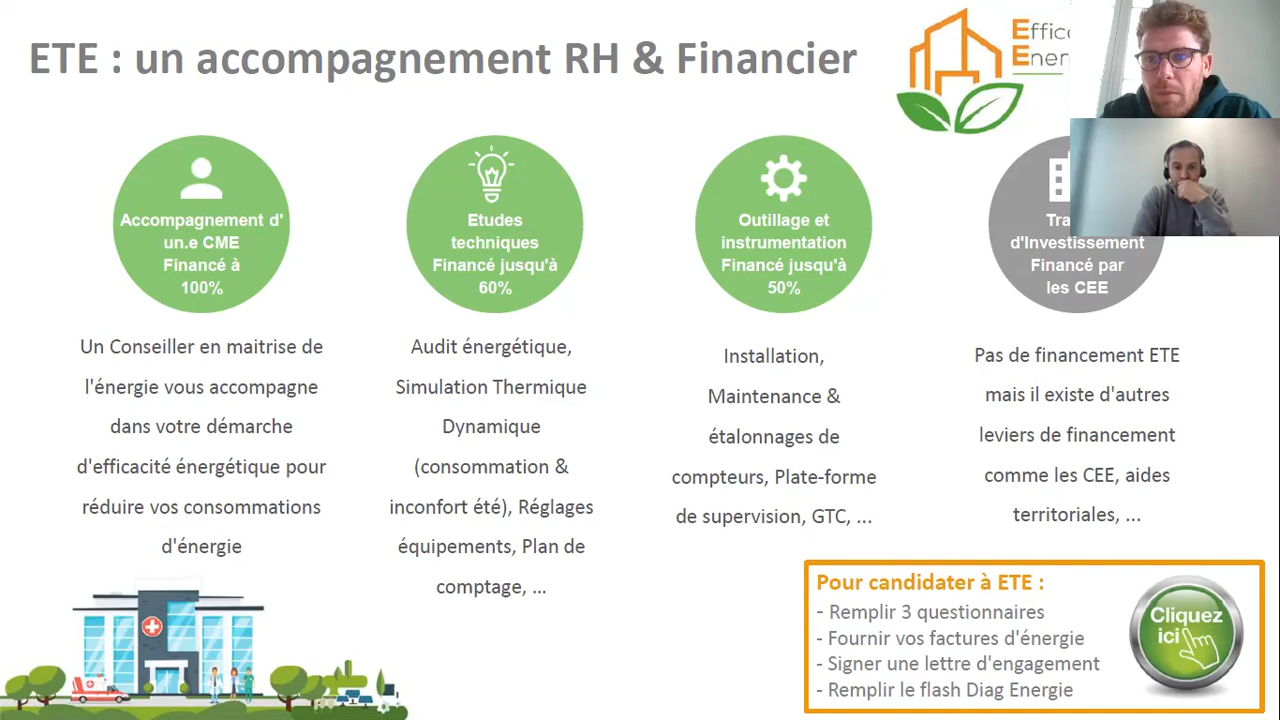 ETE : un accompagnement RH & Financier
Accompagnement d'
un.e CME
Financé à
100%
Etudes
techniques
Financé jusqu'à
60%
Outillage et
instrumentation
Financé jusqu'à
50%
d'Investissement
Financé par
les CEE
Un Conseiller en maitrise de
l'énergie vous accompagne
dans votre démarche
d'efficacité énergétique pour
réduire vos consommations
d'énergie
Audit énergétique,
Simulation Thermique
Dynamique
(consommation &
inconfort été), Réglages
équipements, Plan de
comptage, ...
Installation,
Maintenance &
étalonnages de
compteurs, Plate-forme
de supervision, GTC, ...
Pas de financement ETE
mais il existe d'autres
leviers de financement
comme les CEE, aides
territoriales, ...
Pour candidater à ETE :
- Remplir 3 questionnaires
- Fournir vos factures d'énergie
- Signer une lettre d'engagement
- Remplir le flash Diag Energie
Cliquez
ici